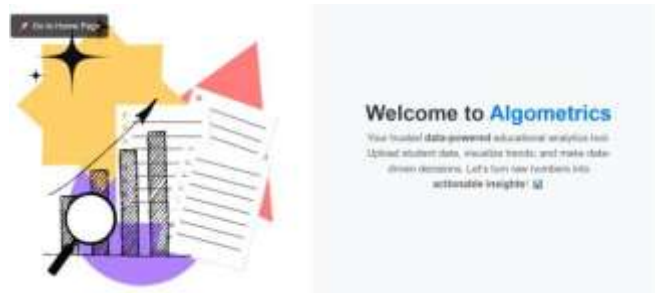 Go to Home Page
Welcome to Algometrics
Your trusted data-powered educational analytics tool.
Upload student data, visualize trends, and make data-
driven decisions. Let's turn raw numbers into
actionable insights!